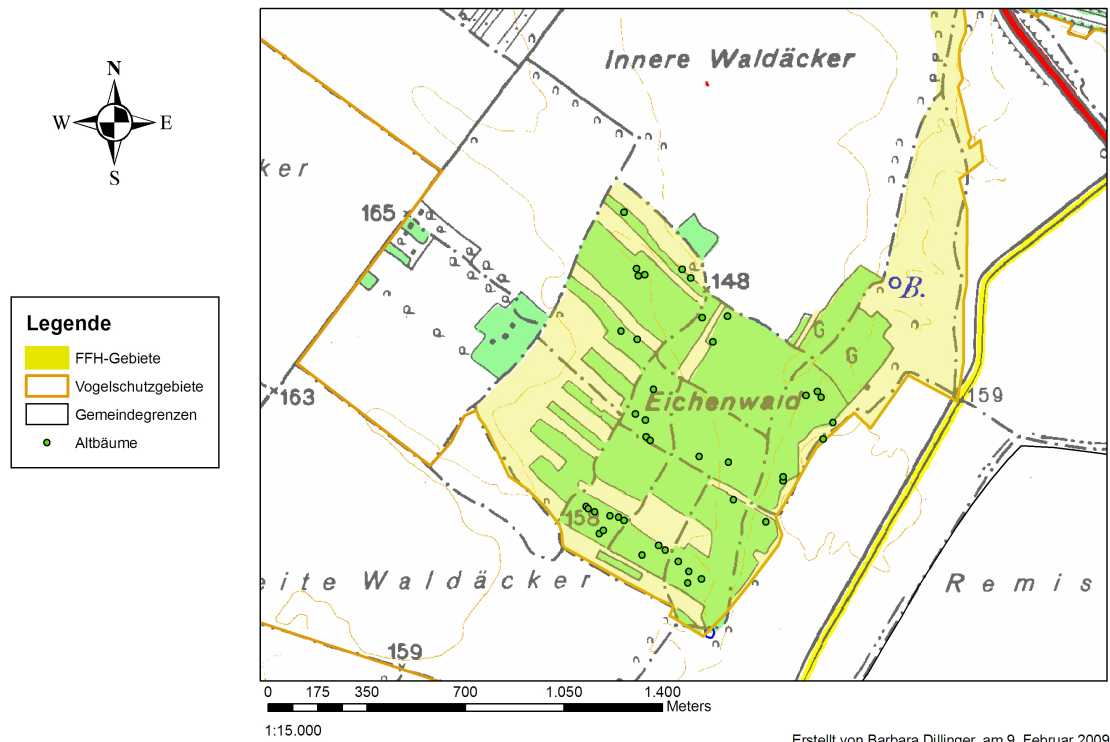 N
W E
S
Legende
FFH-Gebiete
Vogelschutzgebiete
Gemeindegrenzen
Altbäume
Innere Waldäcker
ker
165
148
B.
G
G
163
Eichenwald
159
158
eite Waldäcker
Remis
159
0 175 350 700 1.050 1.400
Meters
1:15.000
Erstellt von Barbara Dillinger, am 9. Februar 2009